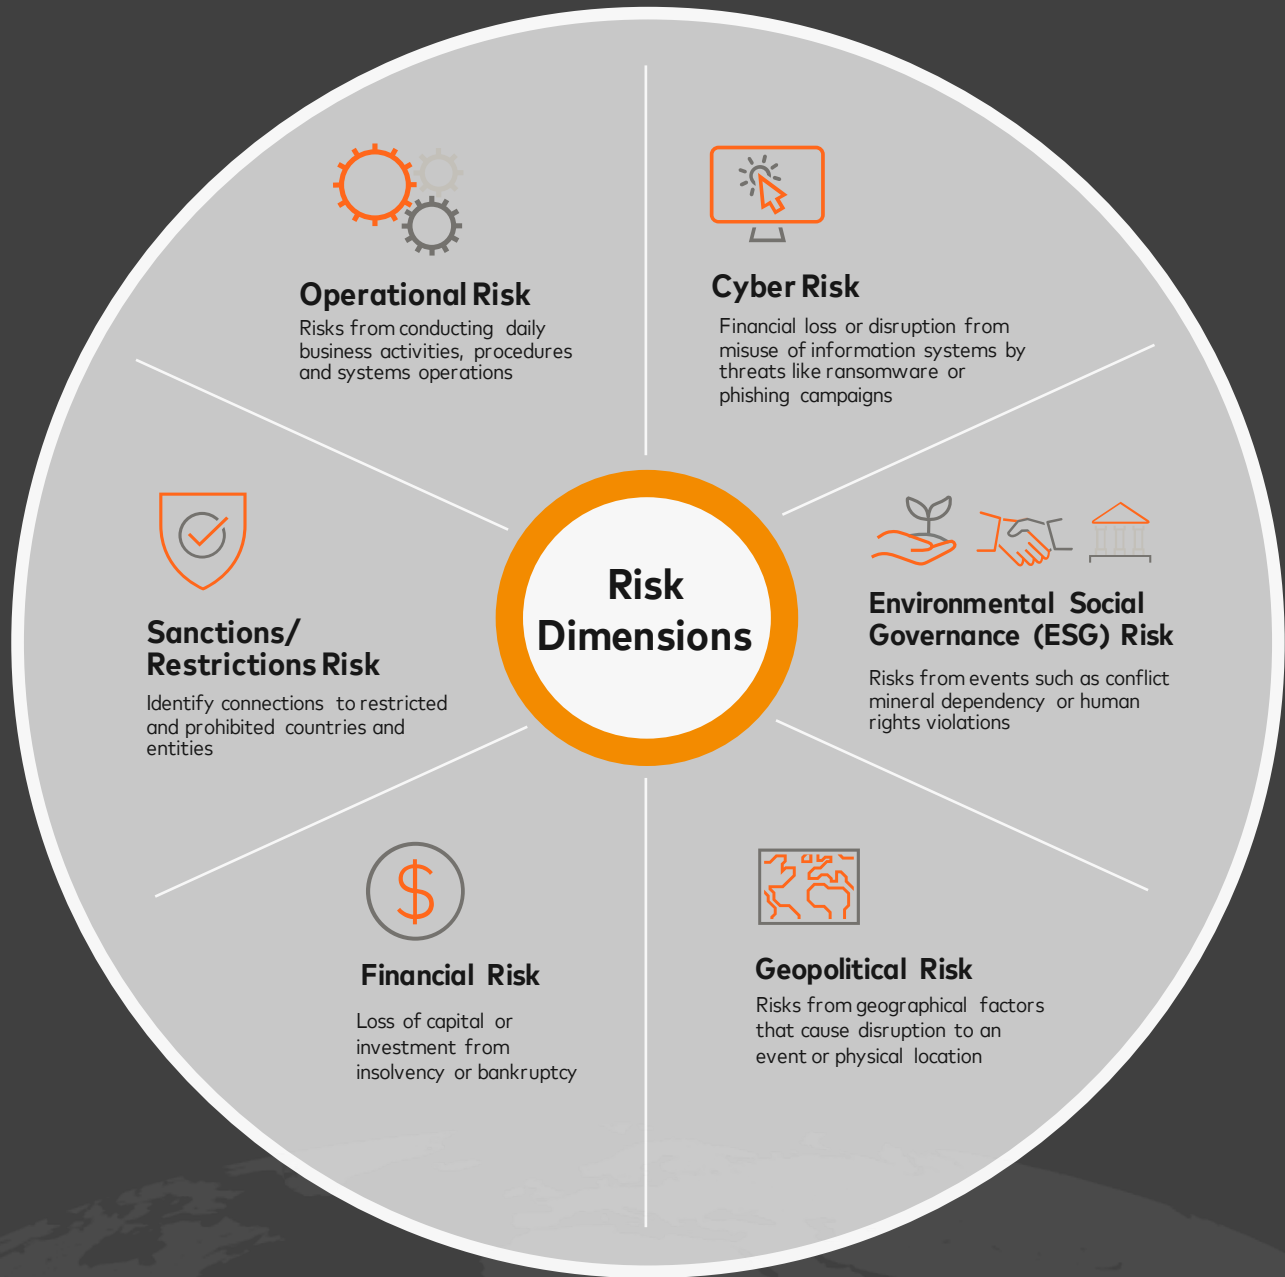 Operational Risk
Risks from conducting daily
business activities, procedures
and systems operations
Cyber Risk
Financial loss or disruption from
misuse of information systems by
threats like ransomware or
phishing campaigns
Risk
Dimensions
Sanctions/
Restrictions Risk
Identify connections to restricted
and prohibited countries and
entities
Environmental Social
Governance (ESG) Risk
Risks from events such as conflict
mineral dependency or human
rights violations
$
Financial Risk
Loss of capital or
investment from
insolvency or bankruptcy
Geopolitical Risk
Risks from geographical factors
that cause disruption to an
event or physical location